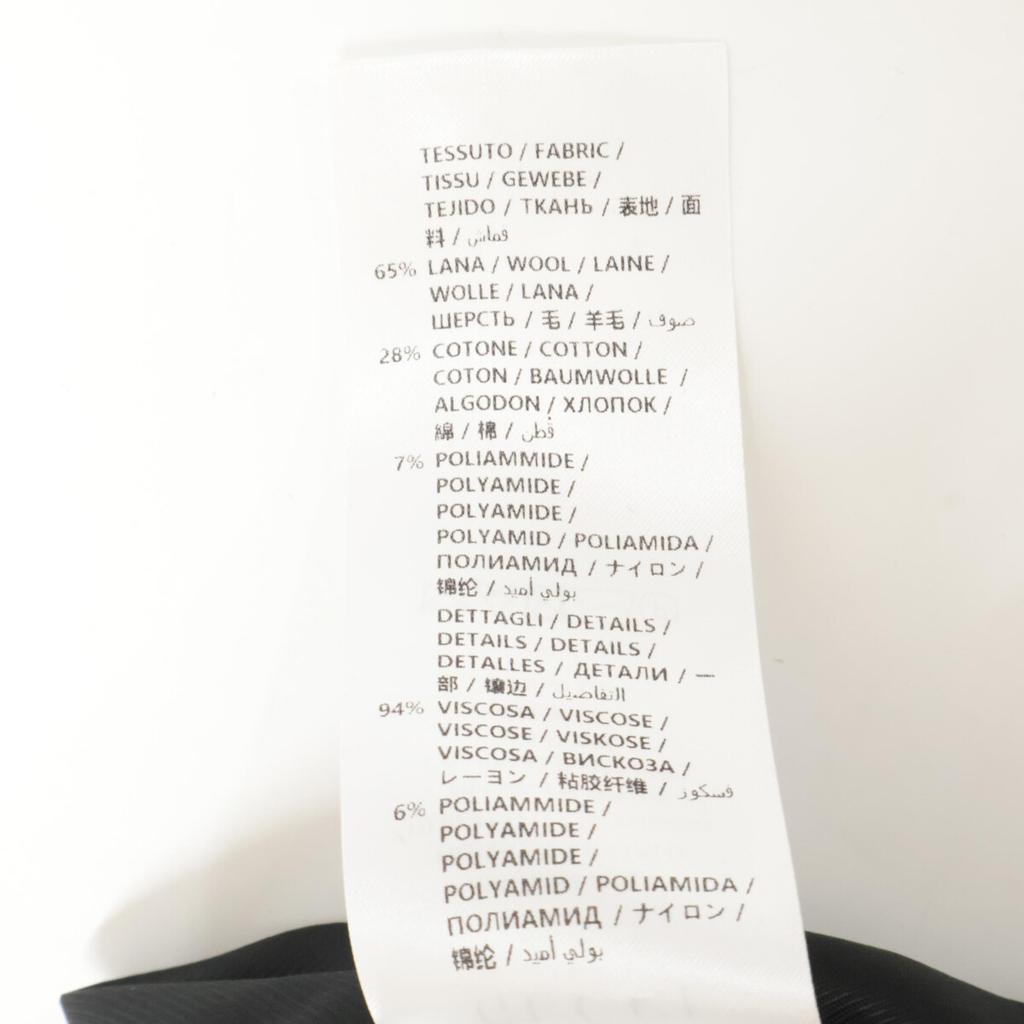 TESSUTO / FABRIC /
TISSU / GEWEBE /
TEJIDO / ТКАНЬ / 表地 / 面
料 / قماش
65% LANA / WOOL / LAINE /
WOLLE / LANA /
ШЕРСТЬ / 毛 / 羊毛 / صوف
28% COTONE / COTTON /
COTON / BAUMWOLLE /
ALGODON / ХЛОПОК /
綿 / 棉 / قطن
7% POLIAMMIDE /
POLYAMIDE /
POLYAMIDE /
POLYAMID / POLIAMIDA /
ПОЛИАМИД / ナイロン /
锦纶 / بولي أميد
DETTAGLI / DETAILS /
DETAILS / DETAILS /
DETALLES / ДЕТАЛИ / 一
部 / 镶边 / التفاصيل
94% VISCOSA / VISCOSE /
VISCOSE / VISKOSE /
VISCOSA / ВИСКОЗА /
レーヨン / 粘胶纤维 / فسكوز
6% POLIAMMIDE /
POLYAMIDE /
POLYAMIDE /
POLYAMID / POLIAMIDA /
ПОЛИАМИД / ナイロン /
锦纶 / بولي أميد